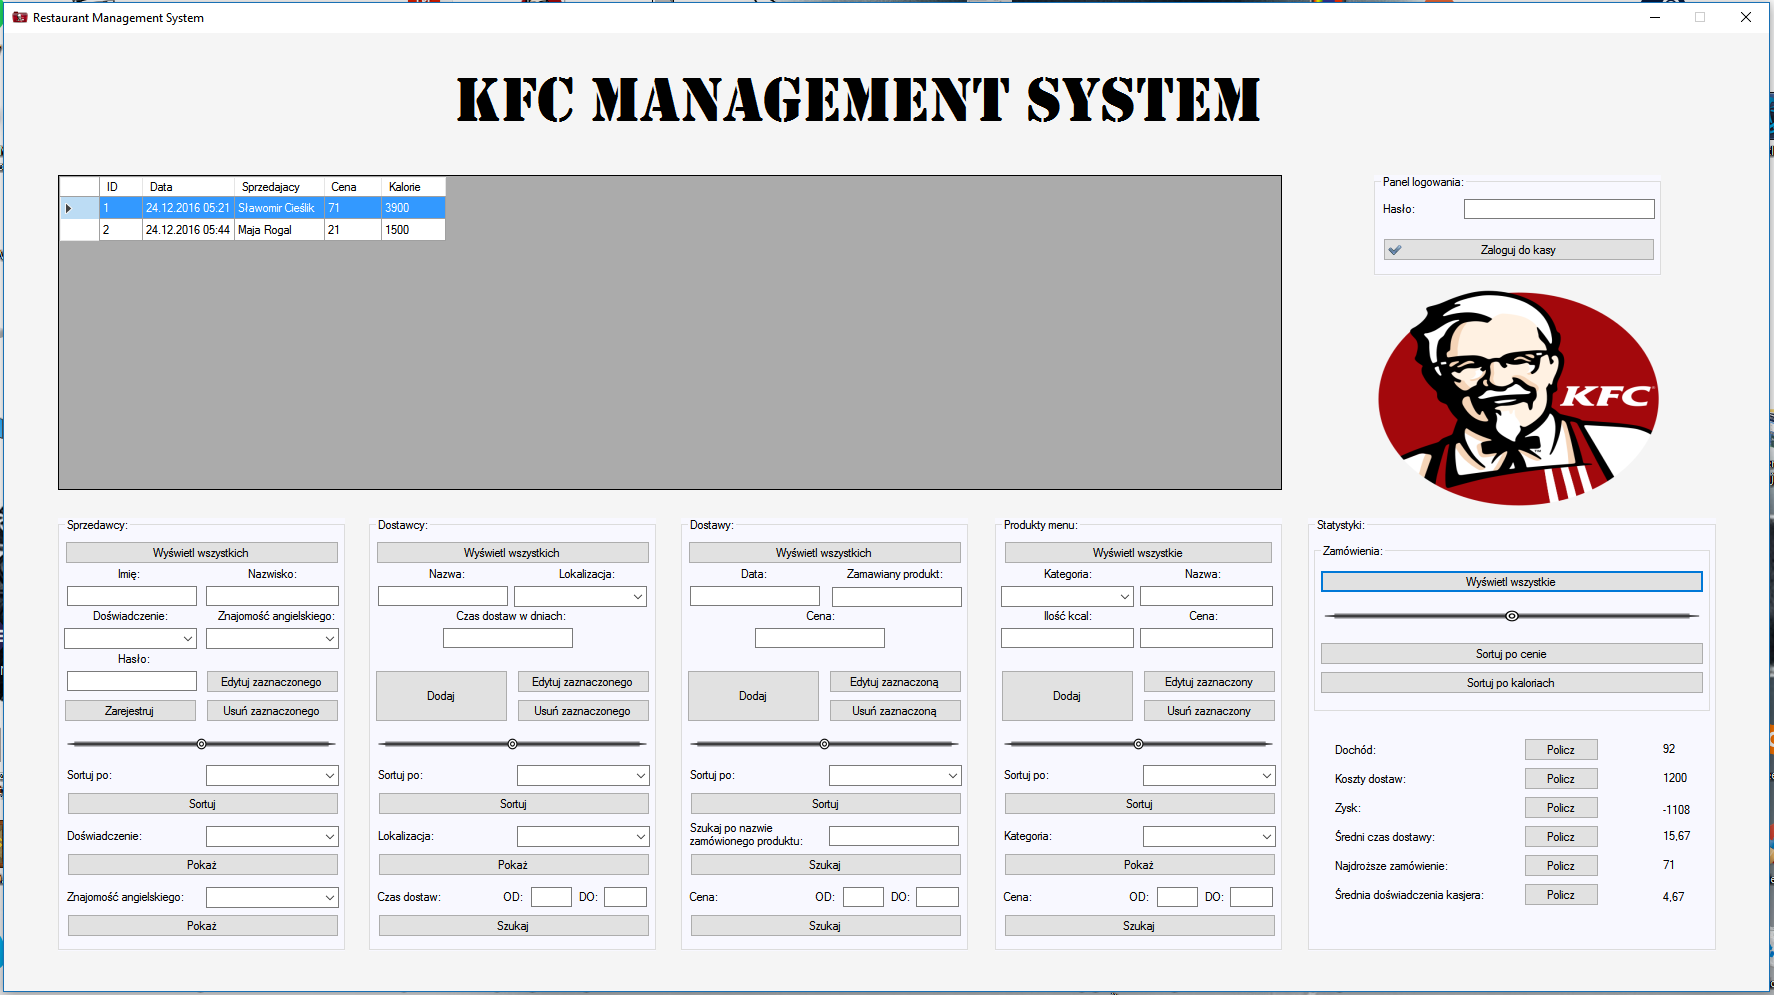 Restaurant Management System
KFC MANAGEMENT SYSTEM
ID Data Sprzedajacy Cena Kalorie
1 24.12.2016 05:21 Sławomir Cieślik 71 3900
2 24.12.2016 05:44 Maja Rogal 21 1500
Panel logowania:
Hasło:
Zaloguj do kasy
KFC
Sprzedawcy:
Wyświetl wszystkich
Imię: Nazwisko:
Doświadczenie: Znajomość angielskiego:
Hasło:
Edytuj zaznaczonego
Zarejestruj Usuń zaznaczonego
Sortuj po:
Sortuj
Doświadczenie:
Pokaż
Znajomość angielskiego:
Pokaż
Dostawcy:
Wyświetl wszystkich
Nazwa: Lokalizacja:
Czas dostaw w dniach:
Dodaj
Edytuj zaznaczonego
Usuń zaznaczonego
Sortuj po:
Sortuj
Lokalizacja:
Pokaż
Czas dostaw: OD: DO:
Szukaj
Dostawy:
Wyświetl wszystkich
Data: Zamawiany produkt:
Cena:
Dodaj
Edytuj zaznaczoną
Usuń zaznaczoną
Sortuj po:
Sortuj
Szukaj po nazwie
zamówionego produktu:
Szukaj
Cena: OD: DO:
Szukaj
Produkty menu:
Wyświetl wszystkie
Kategoria: Nazwa:
Ilość kcal: Cena:
Dodaj
Edytuj zaznaczony
Usuń zaznaczony
Sortuj po:
Sortuj
Kategoria:
Pokaż
Cena: OD: DO:
Szukaj
Statystyki:
Zamówienia:
Wyświetl wszystkie
Sortuj po cenie
Sortuj po kaloriach
Dochód: Policz 92
Koszty dostaw: Policz 1200
Zysk: Policz -1108
Średni czas dostawy: Policz 15,67
Najdroższe zamówienie: Policz 71
Średnia doświadczenia kasjera: Policz 4,67